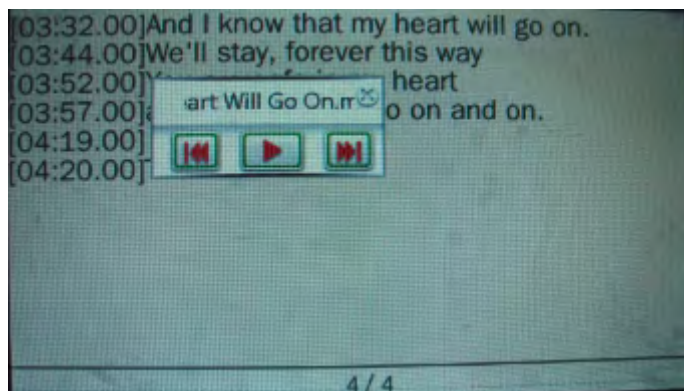 [03:32.00]And I know that my heart will go on.
[03:44.00]We'll stay, forever this way
[03:52.00] heart
art Will Go On.m
[03:57.00] o on and on.
[04:19.00]
[04:20.00]
4 / 4